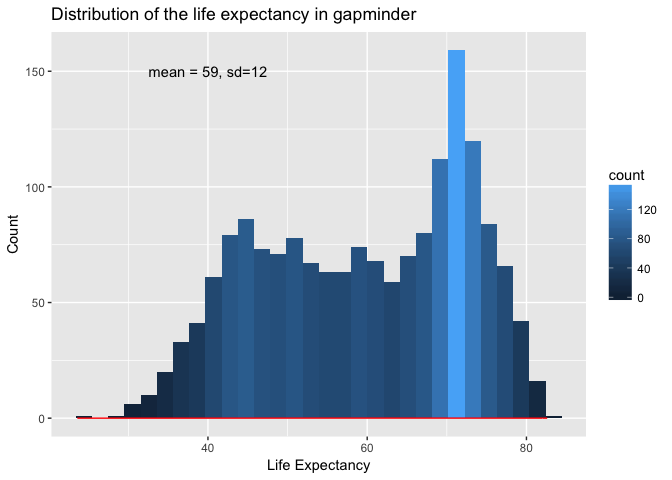 Distribution of the life expectancy in gapminder
mean = 59, sd=12
150
100
50
0
Count
40
60
80
Life Expectancy
count
120
80
40
0